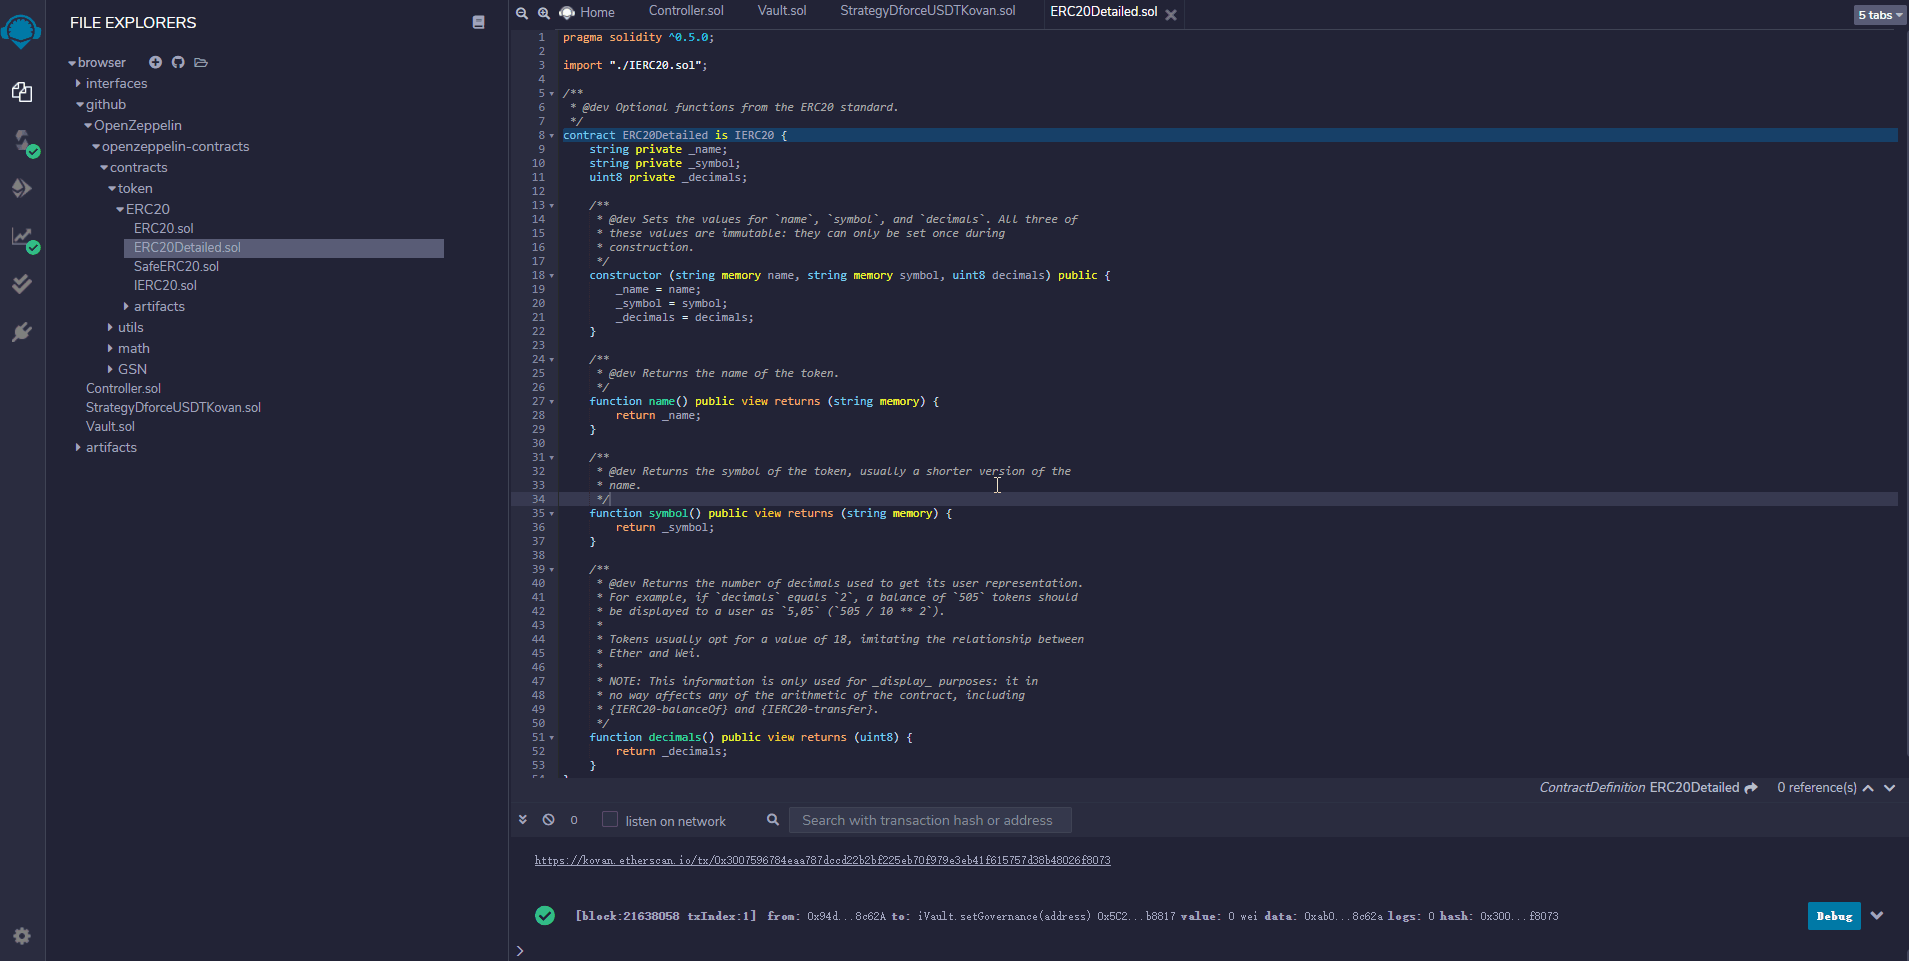 FILE EXPLORERS
browser
interfaces
github
OpenZeppelin
openzeppelin-contracts
contracts
token
ERC20
ERC20.sol
ERC20Detailed.sol
SafeERC20.sol
IERC20.sol
artifacts
utils
math
GSN
Controller.sol
StrategyDforceUSDTKovan.sol
Vault.sol
artifacts
Home Controller.sol Vault.sol StrategyDforceUSDTKovan.sol ERC20Detailed.sol 5 tabs
1 pragma solidity ^0.5.0;
2
3 import "./IERC20.sol";
4
5 /**
6 * @dev Optional functions from the ERC20 standard.
7 */
8 contract ERC20Detailed is IERC20 {
9 string private _name;
10 string private _symbol;
11 uint8 private _decimals;
12
13 /**
14 * @dev Sets the values for `name`, `symbol`, and `decimals`. All three of
15 * these values are immutable: they can only be set once during
16 * construction.
17 */
18 constructor (string memory name, string memory symbol, uint8 decimals) public {
19 _name = name;
20 _symbol = symbol;
21 _decimals = decimals;
22 }
23
24 /**
25 * @dev Returns the name of the token.
26 */
27 function name() public view returns (string memory) {
28 return _name;
29 }
30
31 /**
32 * @dev Returns the symbol of the token, usually a shorter version of the
33 * name.
34 */
35 function symbol() public view returns (string memory) {
36 return _symbol;
37 }
38
39 /**
40 * @dev Returns the number of decimals used to get its user representation.
41 * For example, if `decimals` equals `2`, a balance of `505` tokens should
42 * be displayed to a user as `5,05` (`505 / 10 ** 2`).
43 *
44 * Tokens usually opt for a value of 18, imitating the relationship between
45 * Ether and Wei.
46 *
47 * NOTE: This information is only used for _display_ purposes: it in
48 * no way affects any of the arithmetic of the contract, including
49 * {IERC20-balanceOf} and {IERC20-transfer}.
50 */
51 function decimals() public view returns (uint8) {
52 return _decimals;
53 }
ContractDefinition ERC20Detailed 0 reference(s)
0 listen on network Search with transaction hash or address
https://kovan.etherscan.io/tx/0x3007596784eaa787dccd22b2bf225eb70f979e3eb41f615757d38b48026f8073
[block:21638058 txIndex:1] from: 0x94d...8c62A to: iVault.setGovernance(address) 0x5C2...b8817 value: 0 wei data: 0xab0...8c62a logs: 0 hash: 0x300...f8073 Debug
>